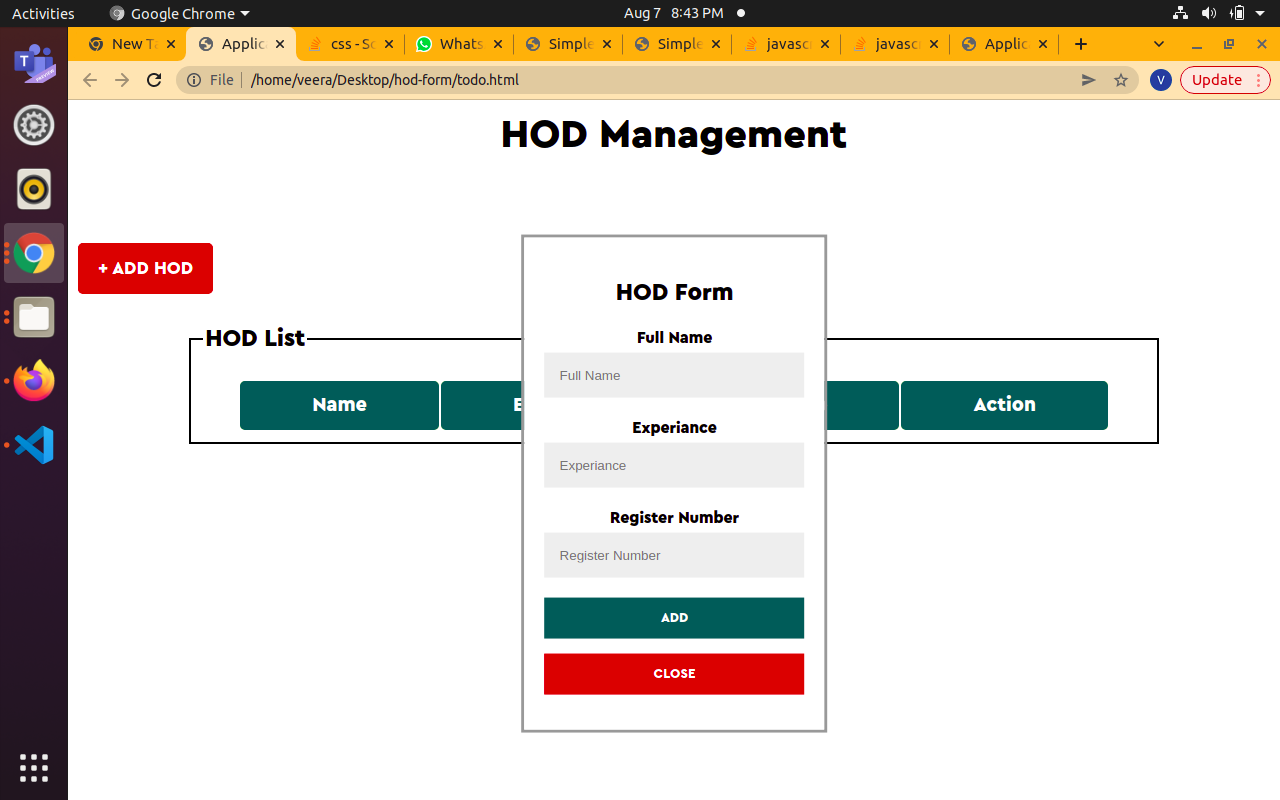 Activities Google Chrome Aug 7 8:43 PM
New Ta Applica css - Sc Whats Simple Simple javasc javasc Applic
File /home/veera/Desktop/hod-form/todo.html V Update
HOD Management
+ ADD HOD
HOD Form
HOD List
Full Name
Full Name
Name E Action
Experiance
Experiance
Register Number
Register Number
ADD
CLOSE